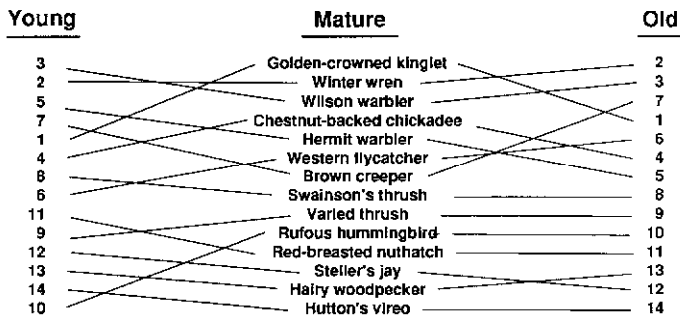 Young Mature Old
3 Golden-crowned kinglet 2
2 Winter wren 3
5 Wilson warbler 7
7 Chestnut-backed chickadee 1
1 Hermit warbler 6
4 Western flycatcher 4
8 Brown creeper 5
6 Swainson's thrush 8
11 Varied thrush 9
9 Rufous hummingbird 10
12 Red-breasted nuthatch 11
13 Steller's jay 13
14 Hairy woodpecker 12
10 Hutton's vireo 14